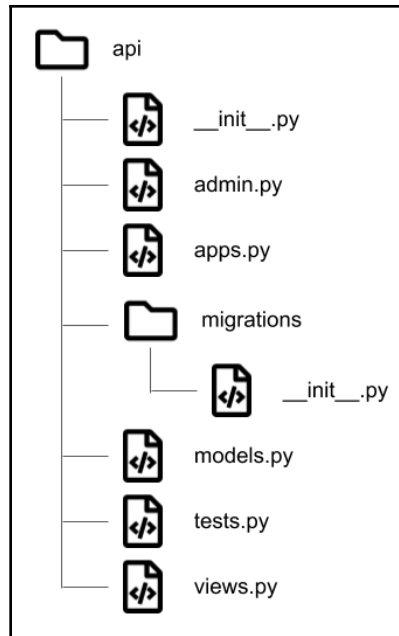 api
__init__.py
admin.py
apps.py
migrations
__init__.py
models.py
tests.py
views.py